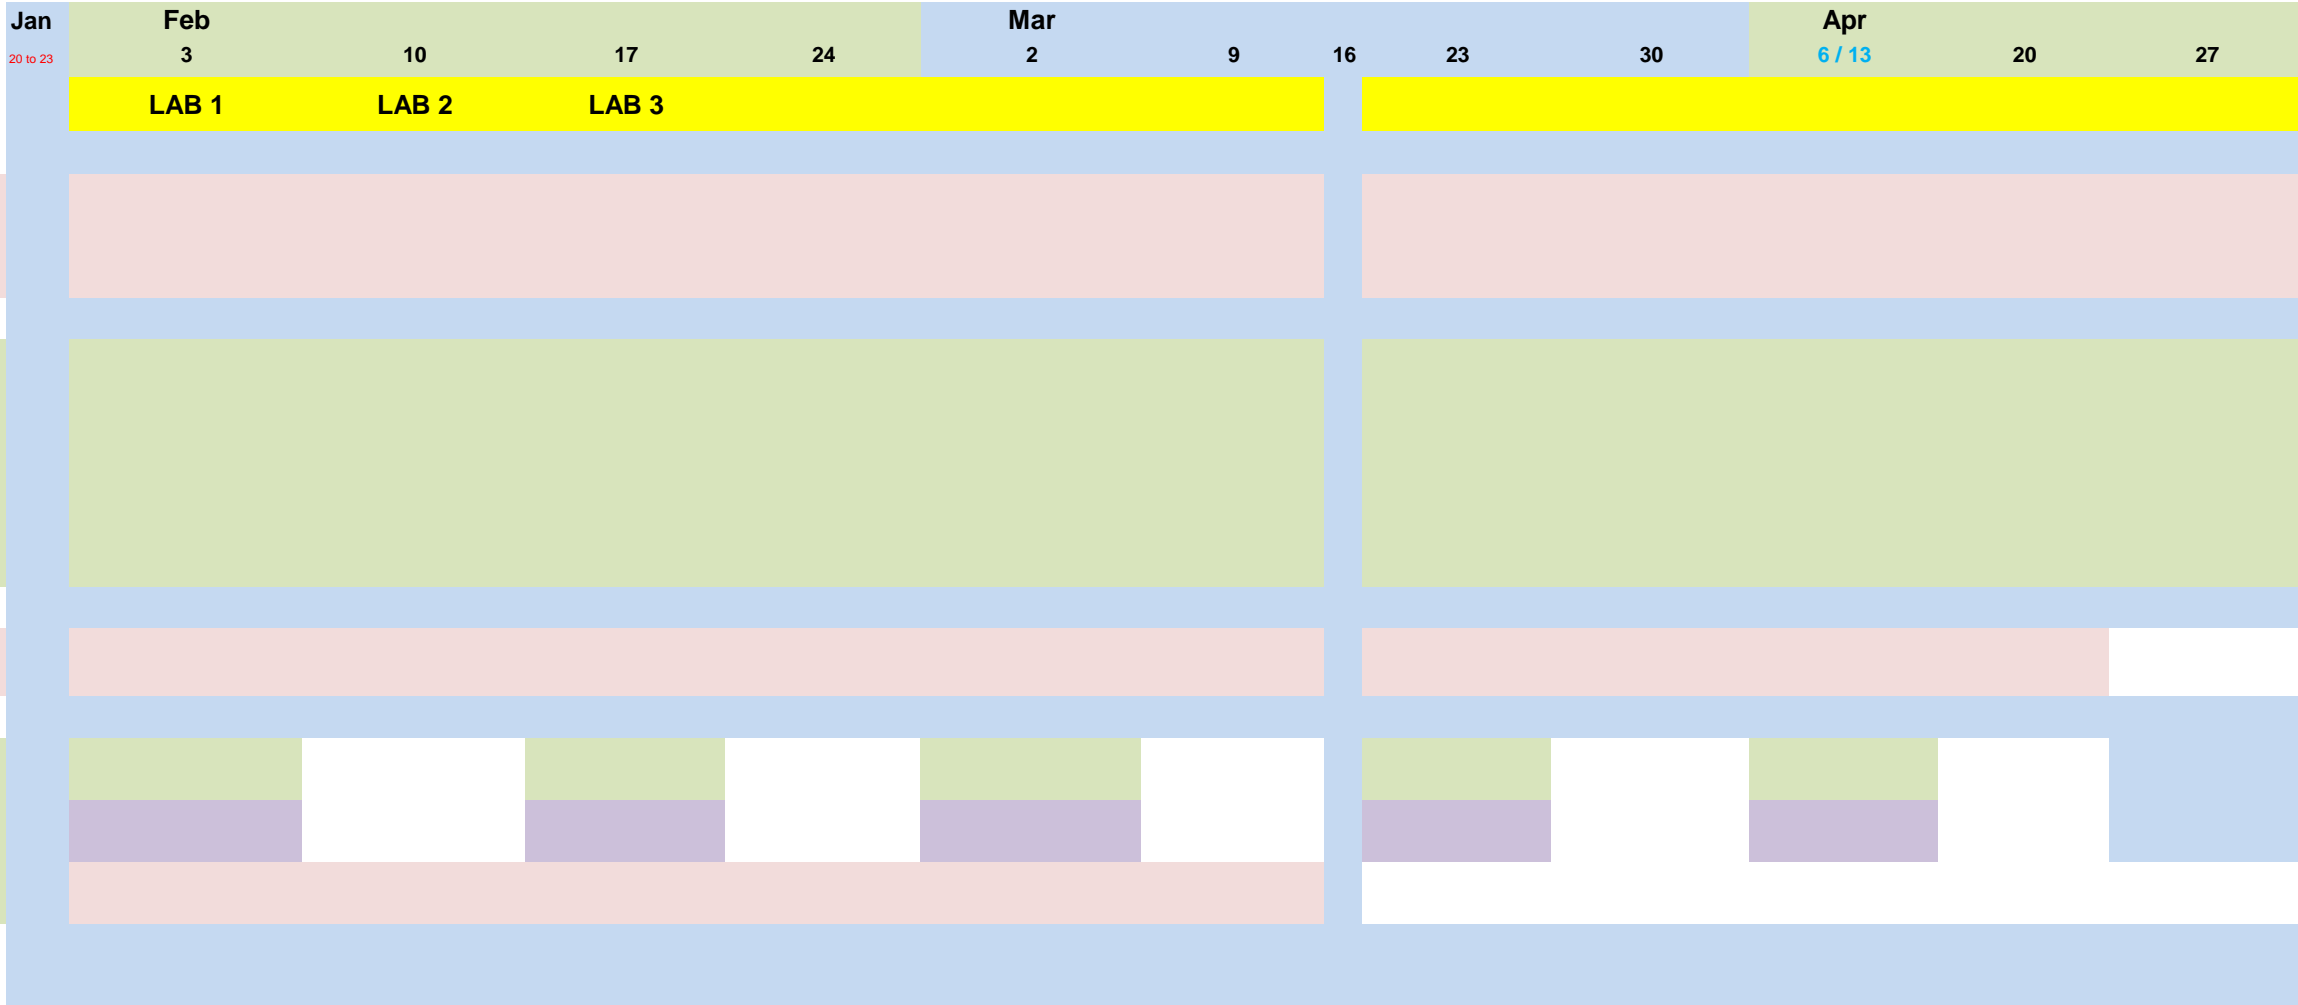 Jan Feb Mar Apr
20 to 23 3 10 17 24 2 9 16 23 30 6 / 13 20 27
LAB 1 LAB 2 LAB 3